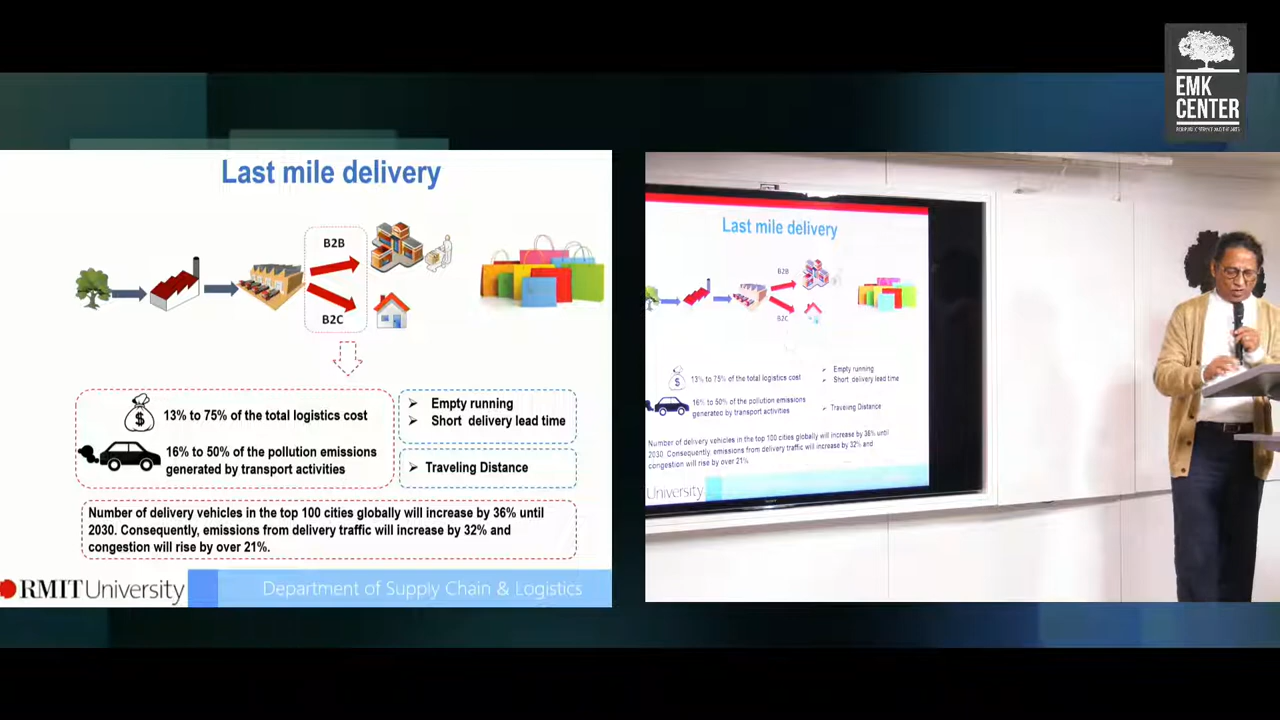 EMK
CENTER
Last mile delivery
B2B
B2C
$ 13% to 75% of the total logistics cost
16% to 50% of the pollution emissions
generated by transport activities
➢ Empty running
➢ Short delivery lead time
➢ Traveling Distance
Number of delivery vehicles in the top 100 cities globally will increase by 36% until
2030. Consequently, emissions from delivery traffic will increase by 32% and
congestion will rise by over 21%.
RMIT University
Department of Supply Chain & Logistics
Last mile delivery
B2B
B2C
$ 13% to 75% of the total logistics cost
16% to 50% of the pollution emissions
generated by transport activities
➢ Empty running
➢ Short delivery lead time
➢ Traveling Distance
Number of delivery vehicles in the top 100 cities globally will increase by 36% until
2030. Consequently, emissions from delivery traffic will increase by 32% and
congestion will rise by over 21%.
University